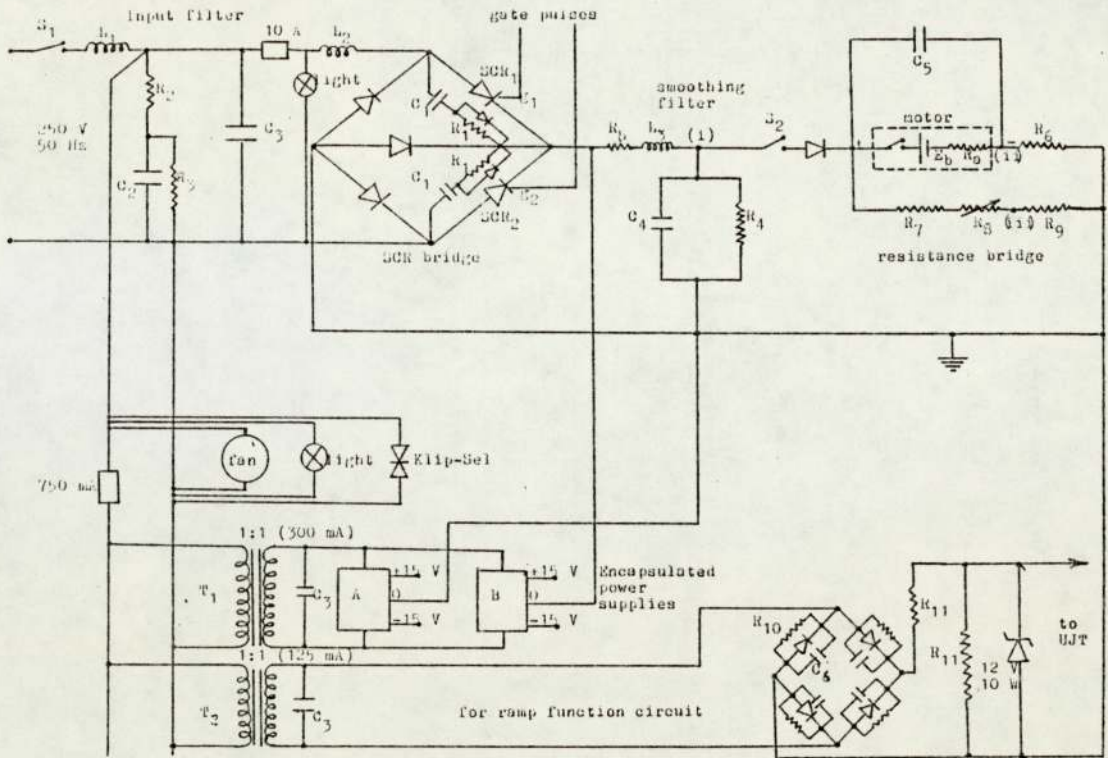 input filter
gate pulses
S1
L1
10 A
L2
light
SCR1
g1
C
R1
R2
250 V
50 Hz
C3
C2
R3
R1
C1
g2
SCR2
SCR bridge
smoothing
filter
R5
L3
(i)
S2
C4
R4
C5
motor
Eb
Ra
(ii)
R6
R7
R8
R9
resistance bridge
fan
light
Klip-Sel
750 mA
1:1 (300 mA)
T1
C3
A
+15 V
0
-15 V
B
+15 V
0
-15 V
Encapsulated
power
supplies
1:1 (125 mA)
T2
C3
for ramp function circuit
R10
C6
R11
R11
12 V
10 W
to
UJT